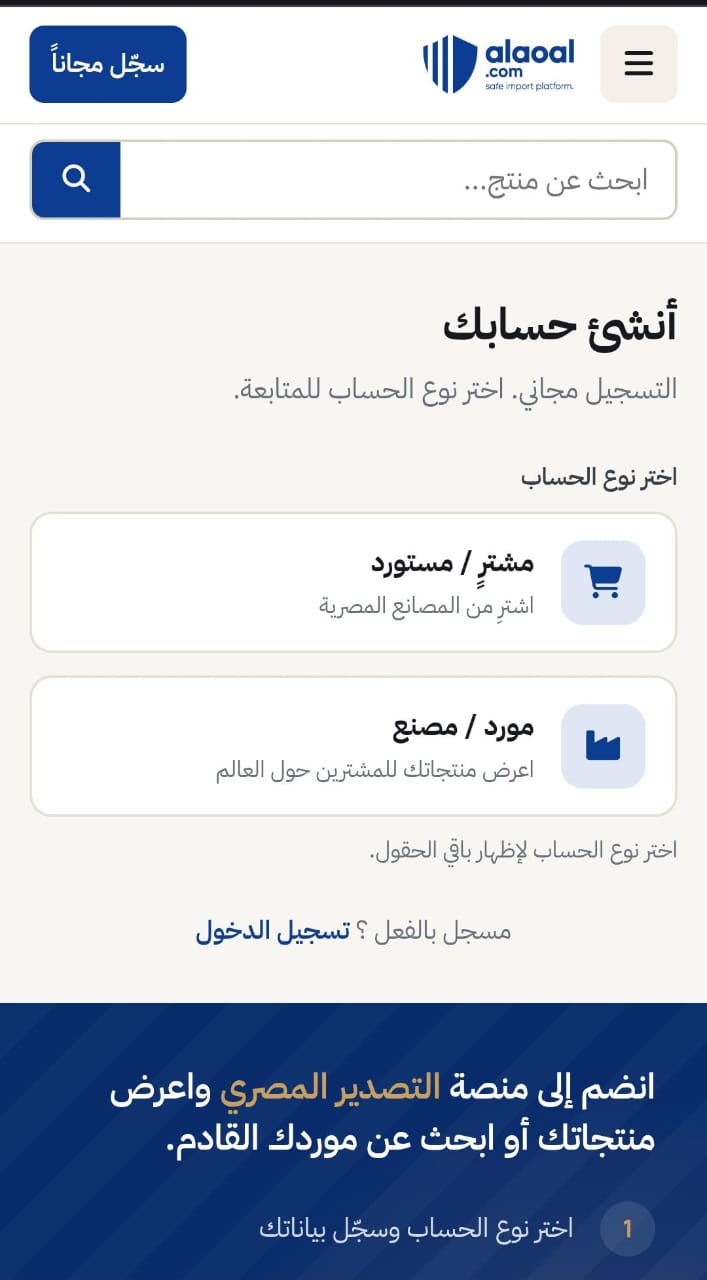 alaoal
.com
safe import platform.
سجّل مجاناً
ابحث عن منتج...
أنشئ حسابك
التسجيل مجاني. اختر نوع الحساب للمتابعة.
اختر نوع الحساب
مشترٍ / مستورد
اشترِ من المصانع المصرية
مورد / مصنع
اعرض منتجاتك للمشترين حول العالم
اختر نوع الحساب لإظهار باقي الحقول.
مسجل بالفعل ؟ تسجيل الدخول
انضم إلى منصة التصدير المصري واعرض
منتجاتك أو ابحث عن موردك القادم.
1 اختر نوع الحساب وسجّل بياناتك